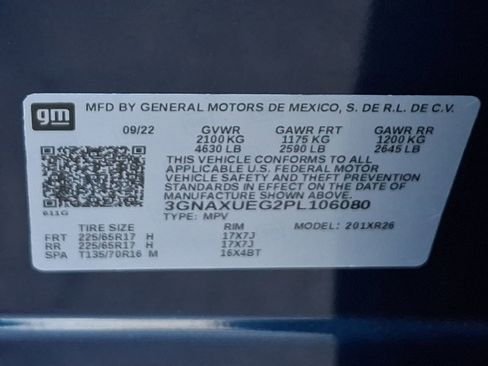 gm MFD BY GENERAL MOTORS DE MEXICO, S. DE R.L. DE C.V.
09/22 GVWR GAWR FRT GAWR RR
2100 KG 1175 KG 1200 KG
4630 LB 2590 LB 2645 LB
THIS VEHICLE CONFORMS TO ALL
APPLICABLE U.S. FEDERAL MOTOR
VEHICLE SAFETY AND THEFT PREVENTION
STANDARDS IN EFFECT ON THE DATE OF
MANUFACTURE SHOWN ABOVE.
3GNAXUEG2PL106080
611G TYPE: MPV MODEL: 201XR26
TIRE SIZE RIM
FRT 225/65R17 H 17X7J
RR 225/65R17 H 17X7J
SPA T135/70R16 M 16X4BT